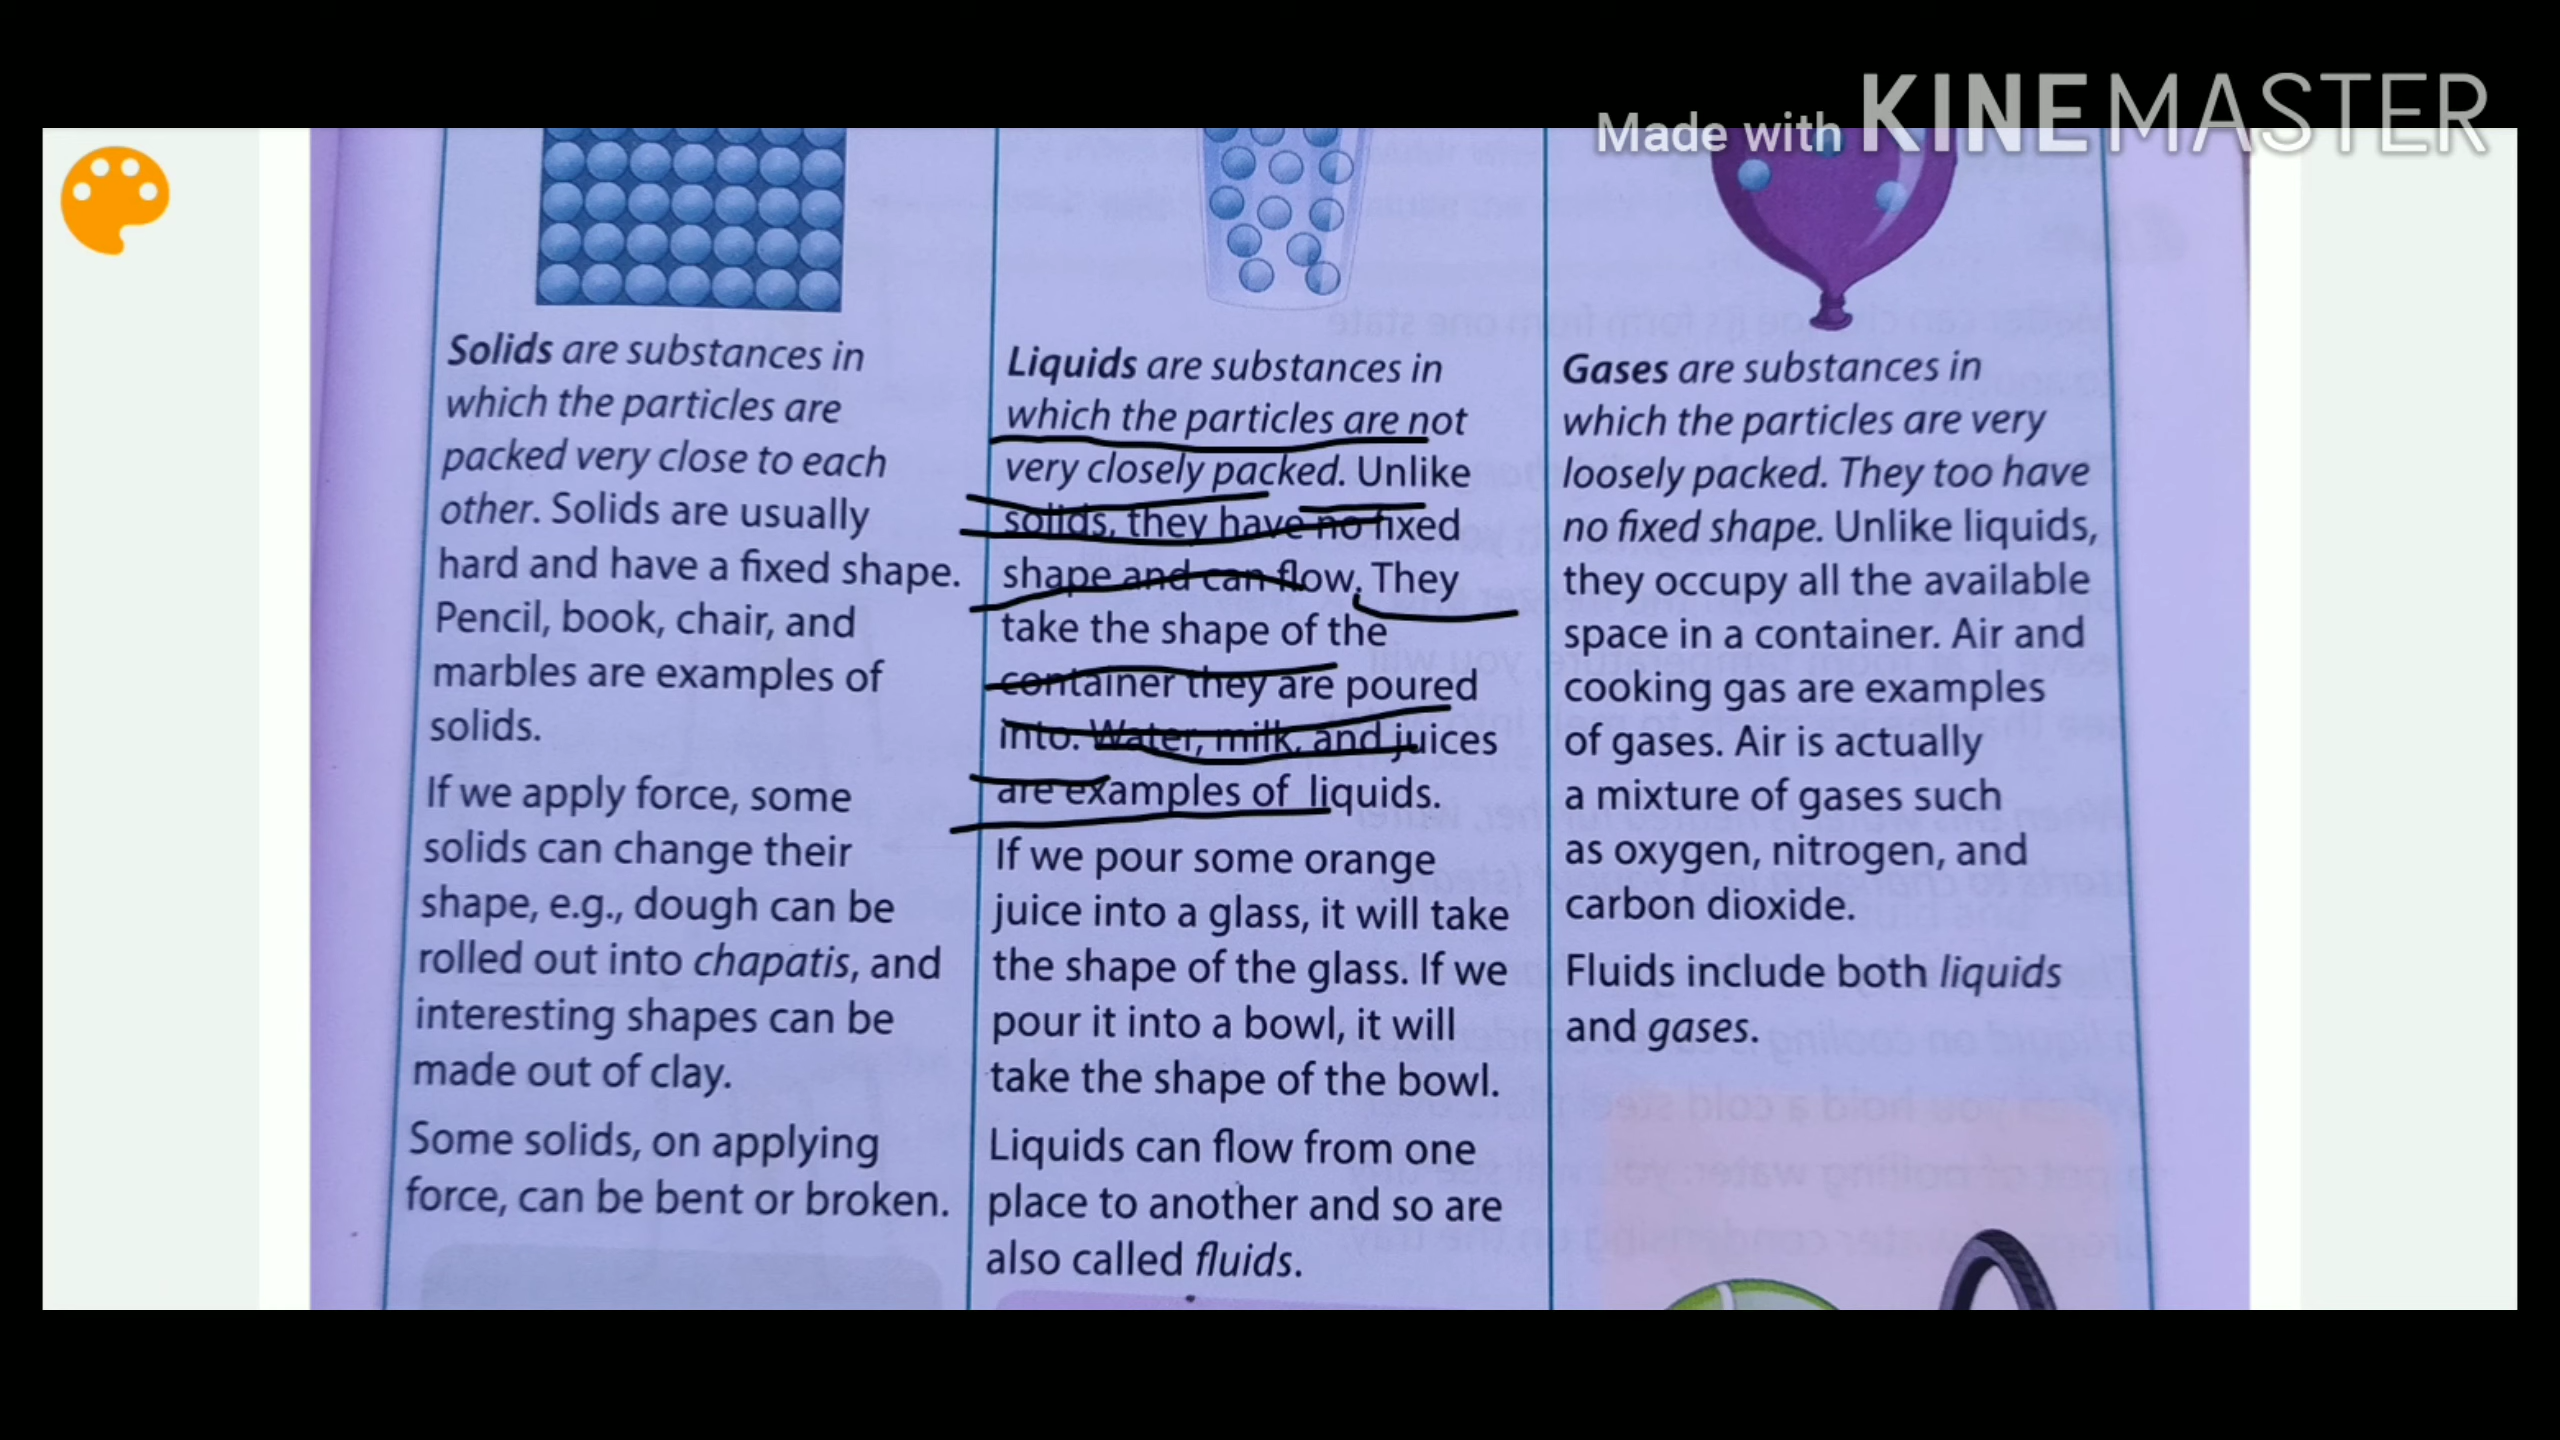 Made with KINEMASTER
Solids are substances in
which the particles are
packed very close to each
other. Solids are usually
hard and have a fixed shape.
Pencil, book, chair, and
marbles are examples of
solids.
If we apply force, some
solids can change their
shape, e.g., dough can be
rolled out into chapatis, and
interesting shapes can be
made out of clay.
Some solids, on applying
force, can be bent or broken.
Liquids are substances in
which the particles are not
very closely packed. Unlike
solids, they have no fixed
shape and can flow. They
take the shape of the
container they are poured
into. Water, milk, and juices
are examples of liquids.
If we pour some orange
juice into a glass, it will take
the shape of the glass. If we
pour it into a bowl, it will
take the shape of the bowl.
Liquids can flow from one
place to another and so are
also called fluids.
Gases are substances in
which the particles are very
loosely packed. They too have
no fixed shape. Unlike liquids,
they occupy all the available
space in a container. Air and
cooking gas are examples
of gases. Air is actually
a mixture of gases such
as oxygen, nitrogen, and
carbon dioxide.
Fluids include both liquids
and gases.